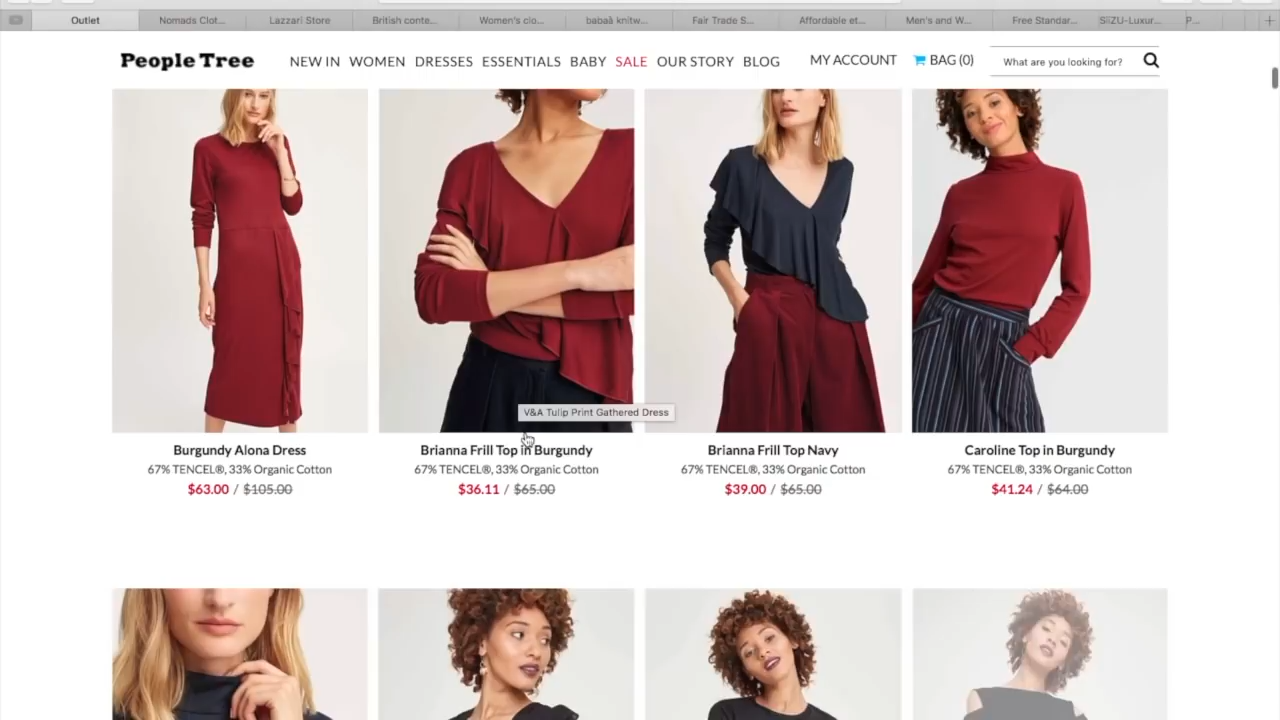 Outlet Nomads Clot... Lazzari Store British conte... Women's clo... babaà knitw... Fair Trade S... Affordable et... Men's and W... Free Standar... SiiZU-Luxur... P...
People Tree NEW IN WOMEN DRESSES ESSENTIALS BABY SALE OUR STORY BLOG MY ACCOUNT BAG (0) What are you looking for?
V&A Tulip Print Gathered Dress
Burgundy Alona Dress
67% TENCEL®, 33% Organic Cotton
$63.00 / $105.00
Brianna Frill Top in Burgundy
67% TENCEL®, 33% Organic Cotton
$36.11 / $65.00
Brianna Frill Top Navy
67% TENCEL®, 33% Organic Cotton
$39.00 / $65.00
Caroline Top in Burgundy
67% TENCEL®, 33% Organic Cotton
$41.24 / $64.00